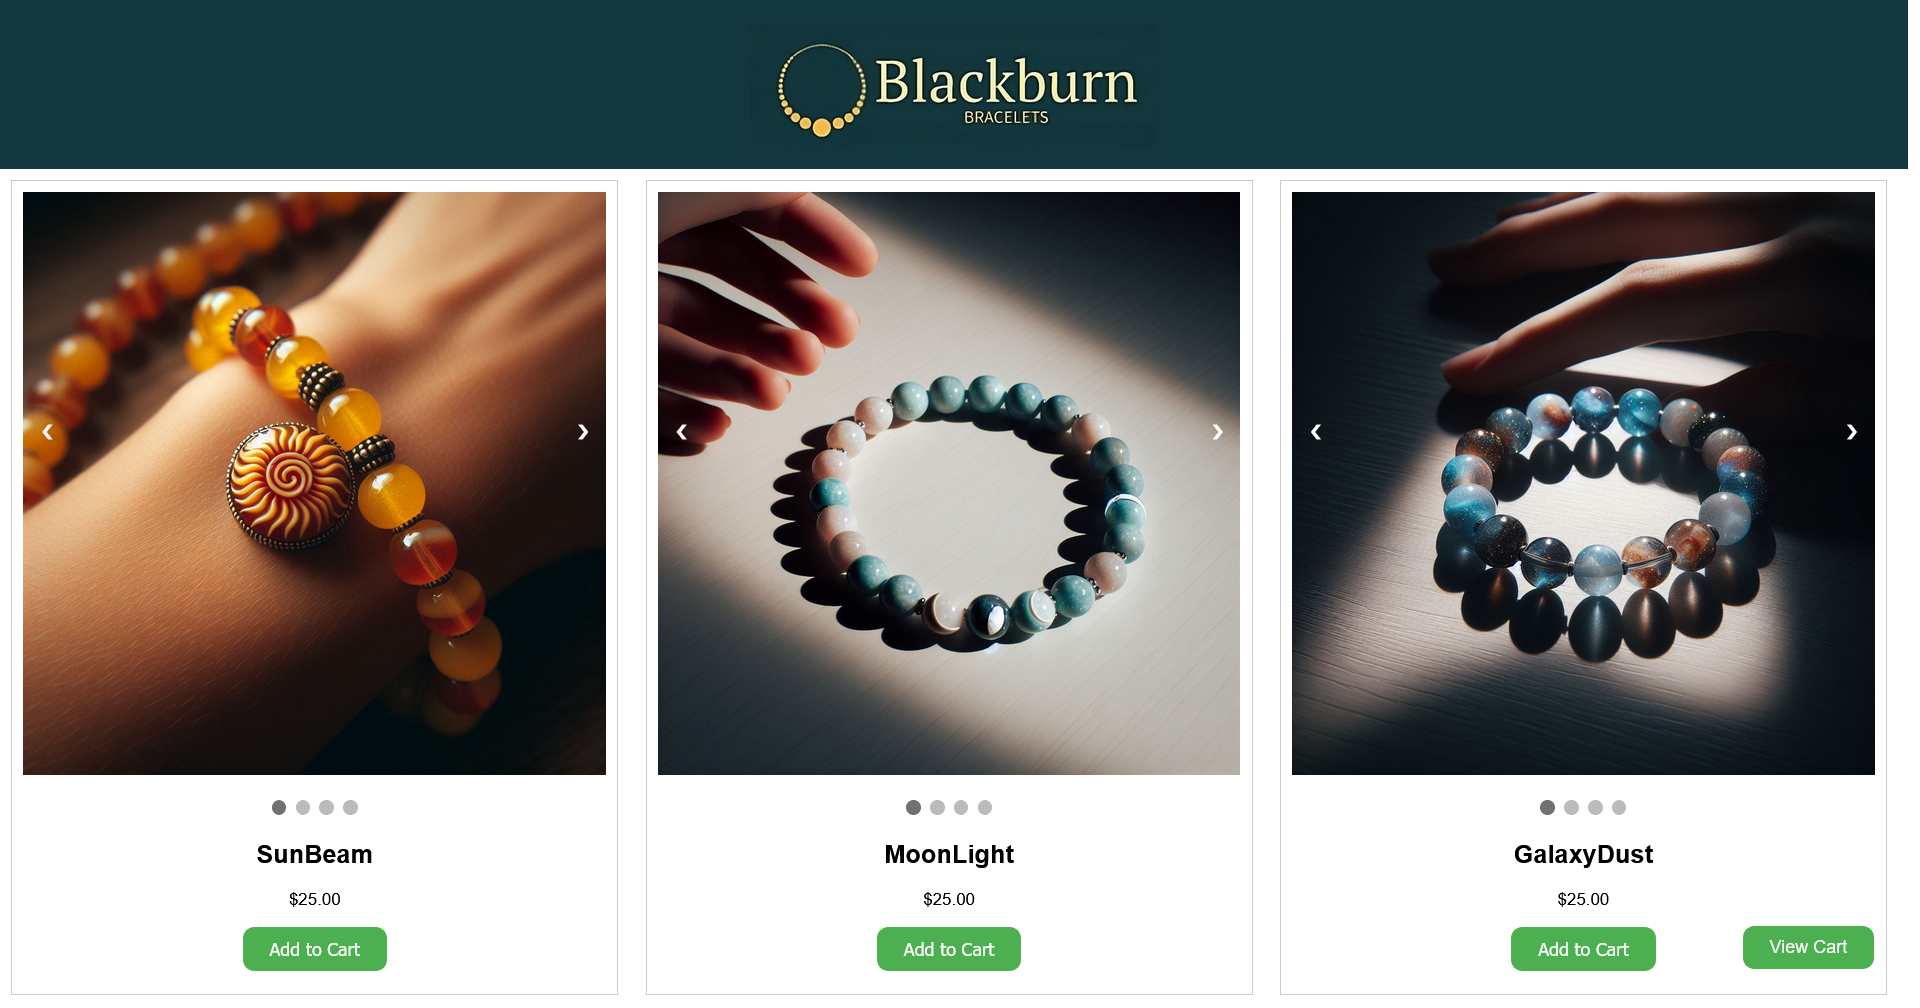 Blackburn
BRACELETS
SunBeam
$25.00
Add to Cart
MoonLight
$25.00
Add to Cart
GalaxyDust
$25.00
Add to Cart
View Cart